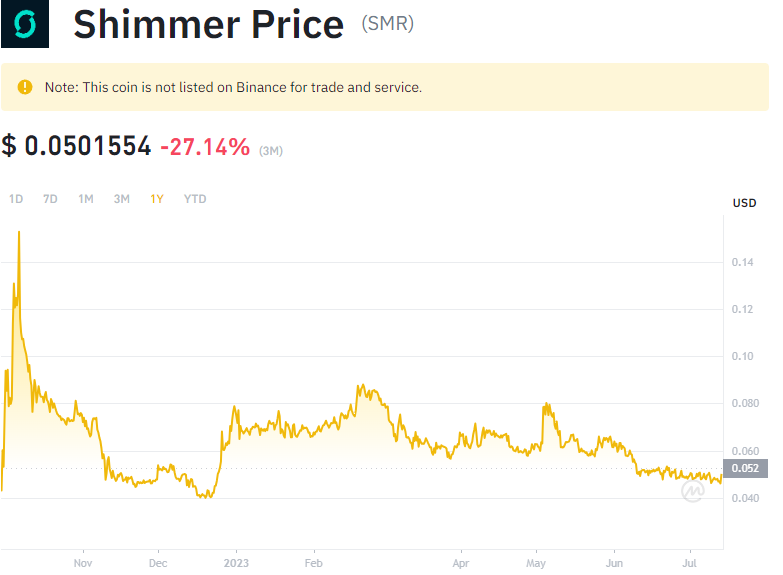 Shimmer Price (SMR)
Note: This coin is not listed on Binance for trade and service.
$ 0.0501554 -27.14% (3M)
1D 7D 1M 3M 1Y YTD
USD
0.14
0.12
0.10
0.080
0.060
0.052
0.040
Nov Dec 2023 Feb Apr May Jun Jul